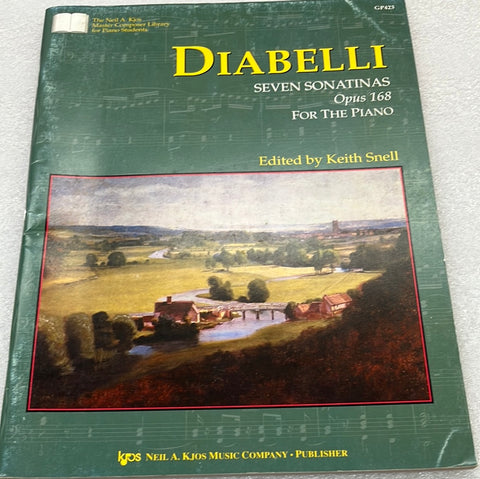 The Neil A. Kjos
Master Composer Library
for Piano Students
GP423
DIABELLI
SEVEN SONATINAS
Opus 168
FOR THE PIANO
Edited by Keith Snell
kjos NEIL A. KJOS MUSIC COMPANY • PUBLISHER